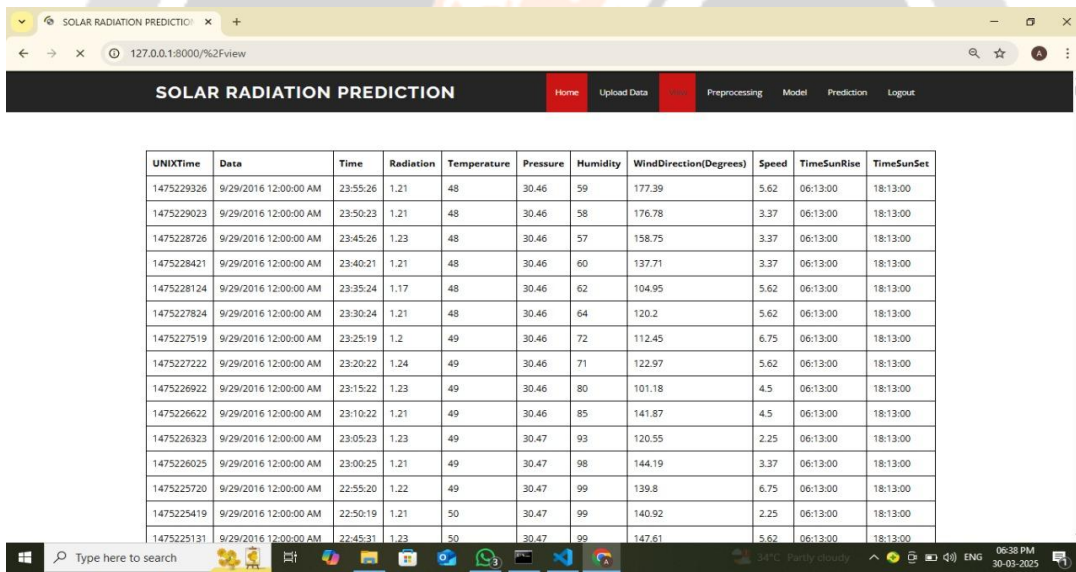 SOLAR RADIATION PREDICTION
127.0.0.1:8000/%2Fview
A
SOLAR RADIATION PREDICTION Home Upload Data View Preprocessing Model Prediction Logout
UNIXTime Data Time Radiation Temperature Pressure Humidity WindDirection(Degrees) Speed TimeSunRise TimeSunSet
1475229326 9/29/2016 12:00:00 AM 23:55:26 1.21 48 30.46 59 177.39 5.62 06:13:00 18:13:00
1475229023 9/29/2016 12:00:00 AM 23:50:23 1.21 48 30.46 58 176.78 3.37 06:13:00 18:13:00
1475228726 9/29/2016 12:00:00 AM 23:45:26 1.23 48 30.46 57 158.75 3.37 06:13:00 18:13:00
1475228421 9/29/2016 12:00:00 AM 23:40:21 1.21 48 30.46 60 137.71 3.37 06:13:00 18:13:00
1475228124 9/29/2016 12:00:00 AM 23:35:24 1.17 48 30.46 62 104.95 5.62 06:13:00 18:13:00
1475227824 9/29/2016 12:00:00 AM 23:30:24 1.21 48 30.46 64 120.2 5.62 06:13:00 18:13:00
1475227519 9/29/2016 12:00:00 AM 23:25:19 1.2 49 30.46 72 112.45 6.75 06:13:00 18:13:00
1475227222 9/29/2016 12:00:00 AM 23:20:22 1.24 49 30.46 71 122.97 5.62 06:13:00 18:13:00
1475226922 9/29/2016 12:00:00 AM 23:15:22 1.23 49 30.46 80 101.18 4.5 06:13:00 18:13:00
1475226622 9/29/2016 12:00:00 AM 23:10:22 1.21 49 30.46 85 141.87 4.5 06:13:00 18:13:00
1475226323 9/29/2016 12:00:00 AM 23:05:23 1.23 49 30.47 93 120.55 2.25 06:13:00 18:13:00
1475226025 9/29/2016 12:00:00 AM 23:00:25 1.21 49 30.47 98 144.19 3.37 06:13:00 18:13:00
1475225720 9/29/2016 12:00:00 AM 22:55:20 1.22 49 30.47 99 139.8 6.75 06:13:00 18:13:00
1475225419 9/29/2016 12:00:00 AM 22:50:19 1.21 50 30.47 99 140.92 2.25 06:13:00 18:13:00
1475225131 9/29/2016 12:00:00 AM 22:45:31 1.23 50 30.47 99 147.61 5.62 06:13:00 18:13:00
Type here to search 3 34°C Partly cloudy ENG 06:38 PM
30-03-2025 1